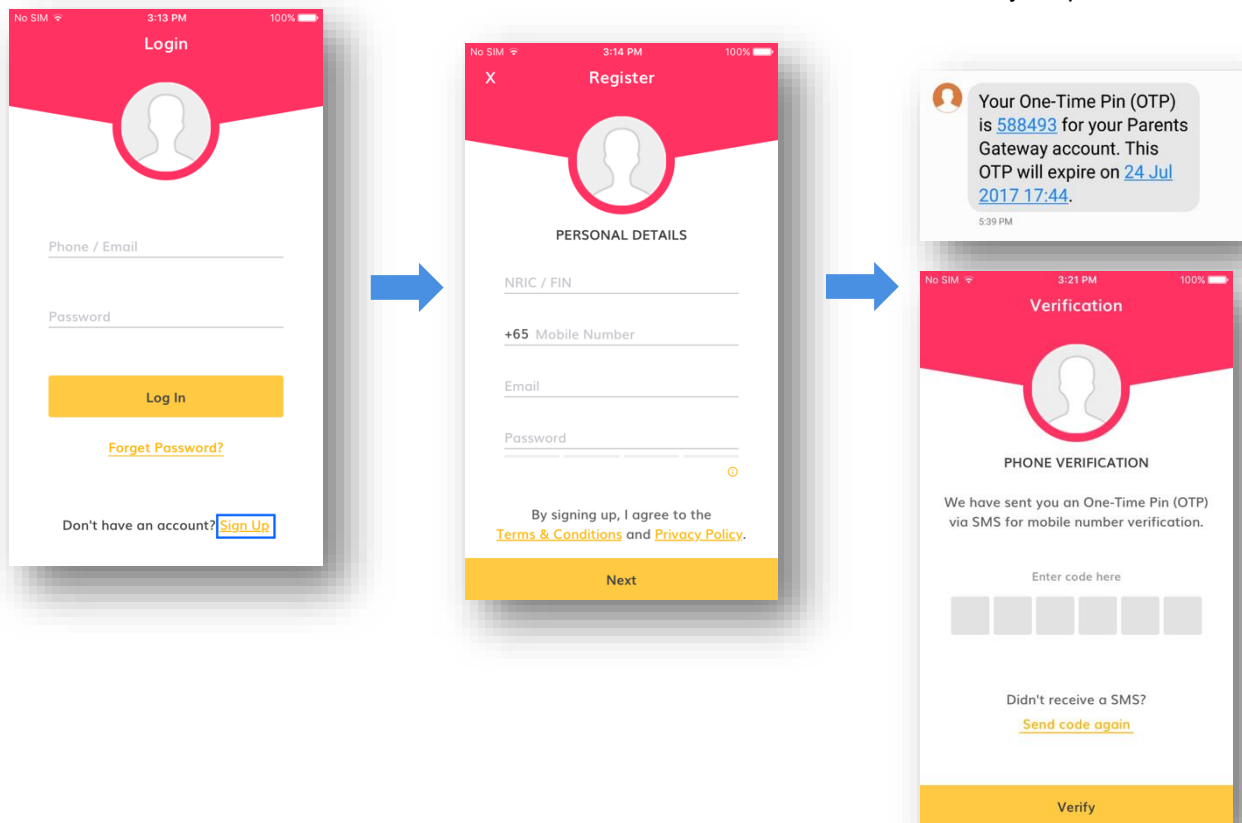 No SIM 3:13 PM 100%
Login
Phone / Email
Password
Log In
Forget Password?
Don't have an account? Sign Up
No SIM 3:14 PM 100%
X Register
PERSONAL DETAILS
NRIC / FIN
+65 Mobile Number
Email
Password
By signing up, I agree to the
Terms & Conditions and Privacy Policy.
Next
Your One-Time Pin (OTP)
is 588493 for your Parents
Gateway account. This
OTP will expire on 24 Jul
2017 17:44.
5:39 PM
No SIM 3:21 PM 100%
Verification
PHONE VERIFICATION
We have sent you an One-Time Pin (OTP)
via SMS for mobile number verification.
Enter code here
Didn't receive a SMS?
Send code again
Verify